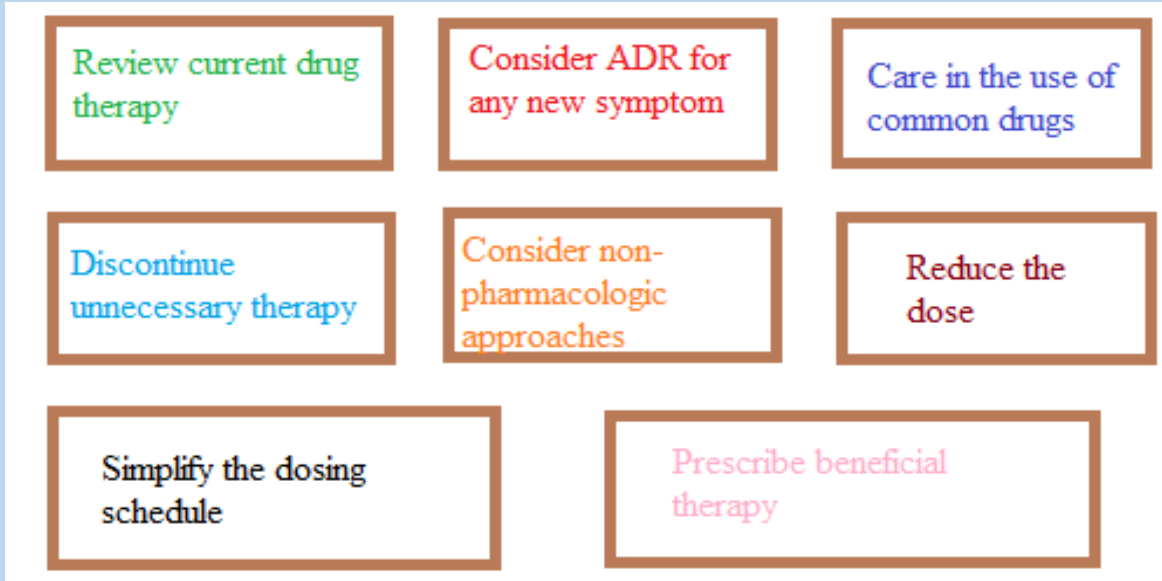 Review current drug
therapy
Consider ADR for
any new symptom
Care in the use of
common drugs
Discontinue
unnecessary therapy
Consider non-
pharmacologic
approaches
Reduce the
dose
Simplify the dosing
schedule
Prescribe beneficial
therapy